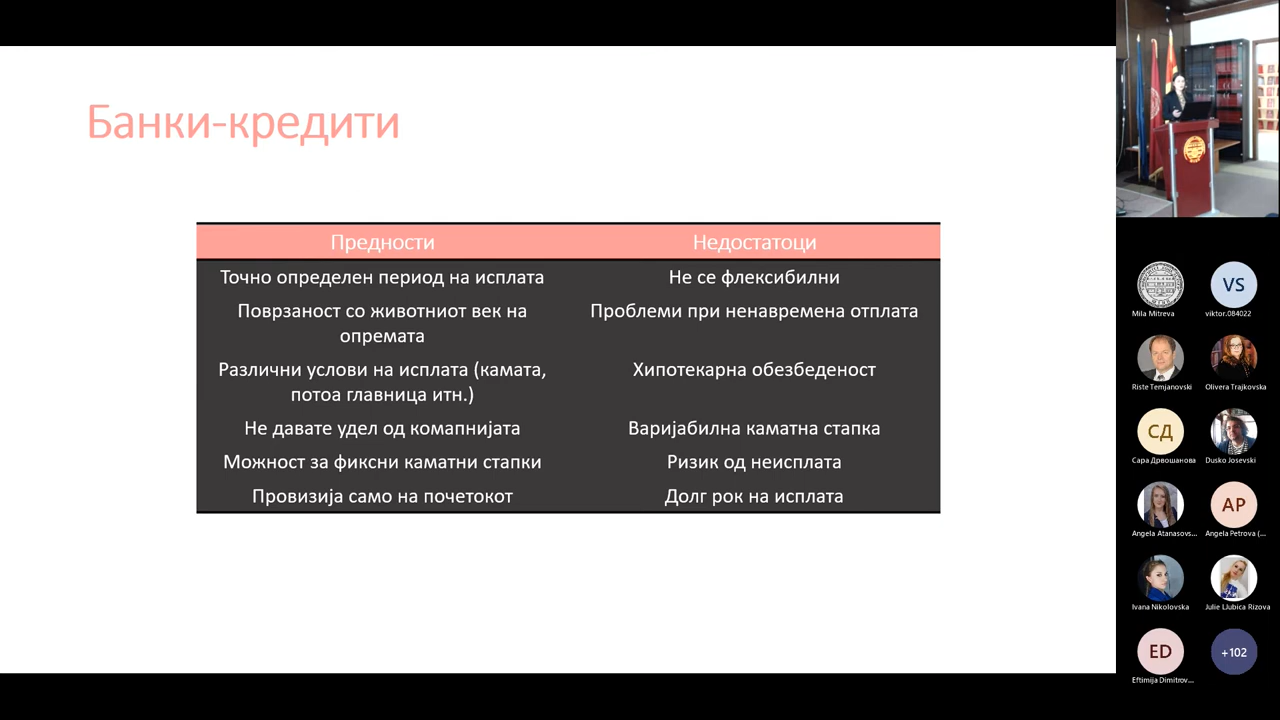 Банки-кредити
Предности
Недостатоци
Точно определен период на исплата
Не се флексибилни
Поврзаност со животниот век на
опремата
Проблеми при ненавремена отплата
Различни услови на исплата (камата,
потоа главница итн.)
Хипотекарна обезбеденост
Не давате удел од комапнијата
Варијабилна каматна стапка
Можност за фиксни каматни стапки
Ризик од неисплата
Провизија само на почетокот
Долг рок на исплата
VS
Mila Mitreva
viktor.084022
Riste Temjanovski
Olivera Trajkovska
СД
Сара Дрвошанова
Dusko Josevski
AP
Angela Atanasovs...
Angela Petrova (...
Ivana Nikolovska
Julie LJubica Rizova
ED
+102
Eftimija Dimitrov...